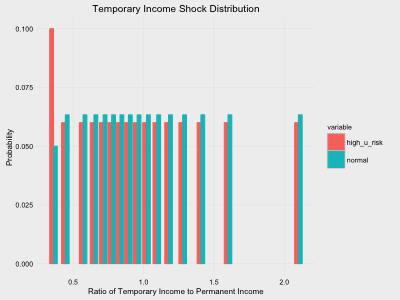 Temporary Income Shock Distribution
0.100
0.075
0.050
0.025
0.000
Probability
0.5 1.0 1.5 2.0
Ratio of Temporary Income to Permanent Income
variable
high_u_risk
normal